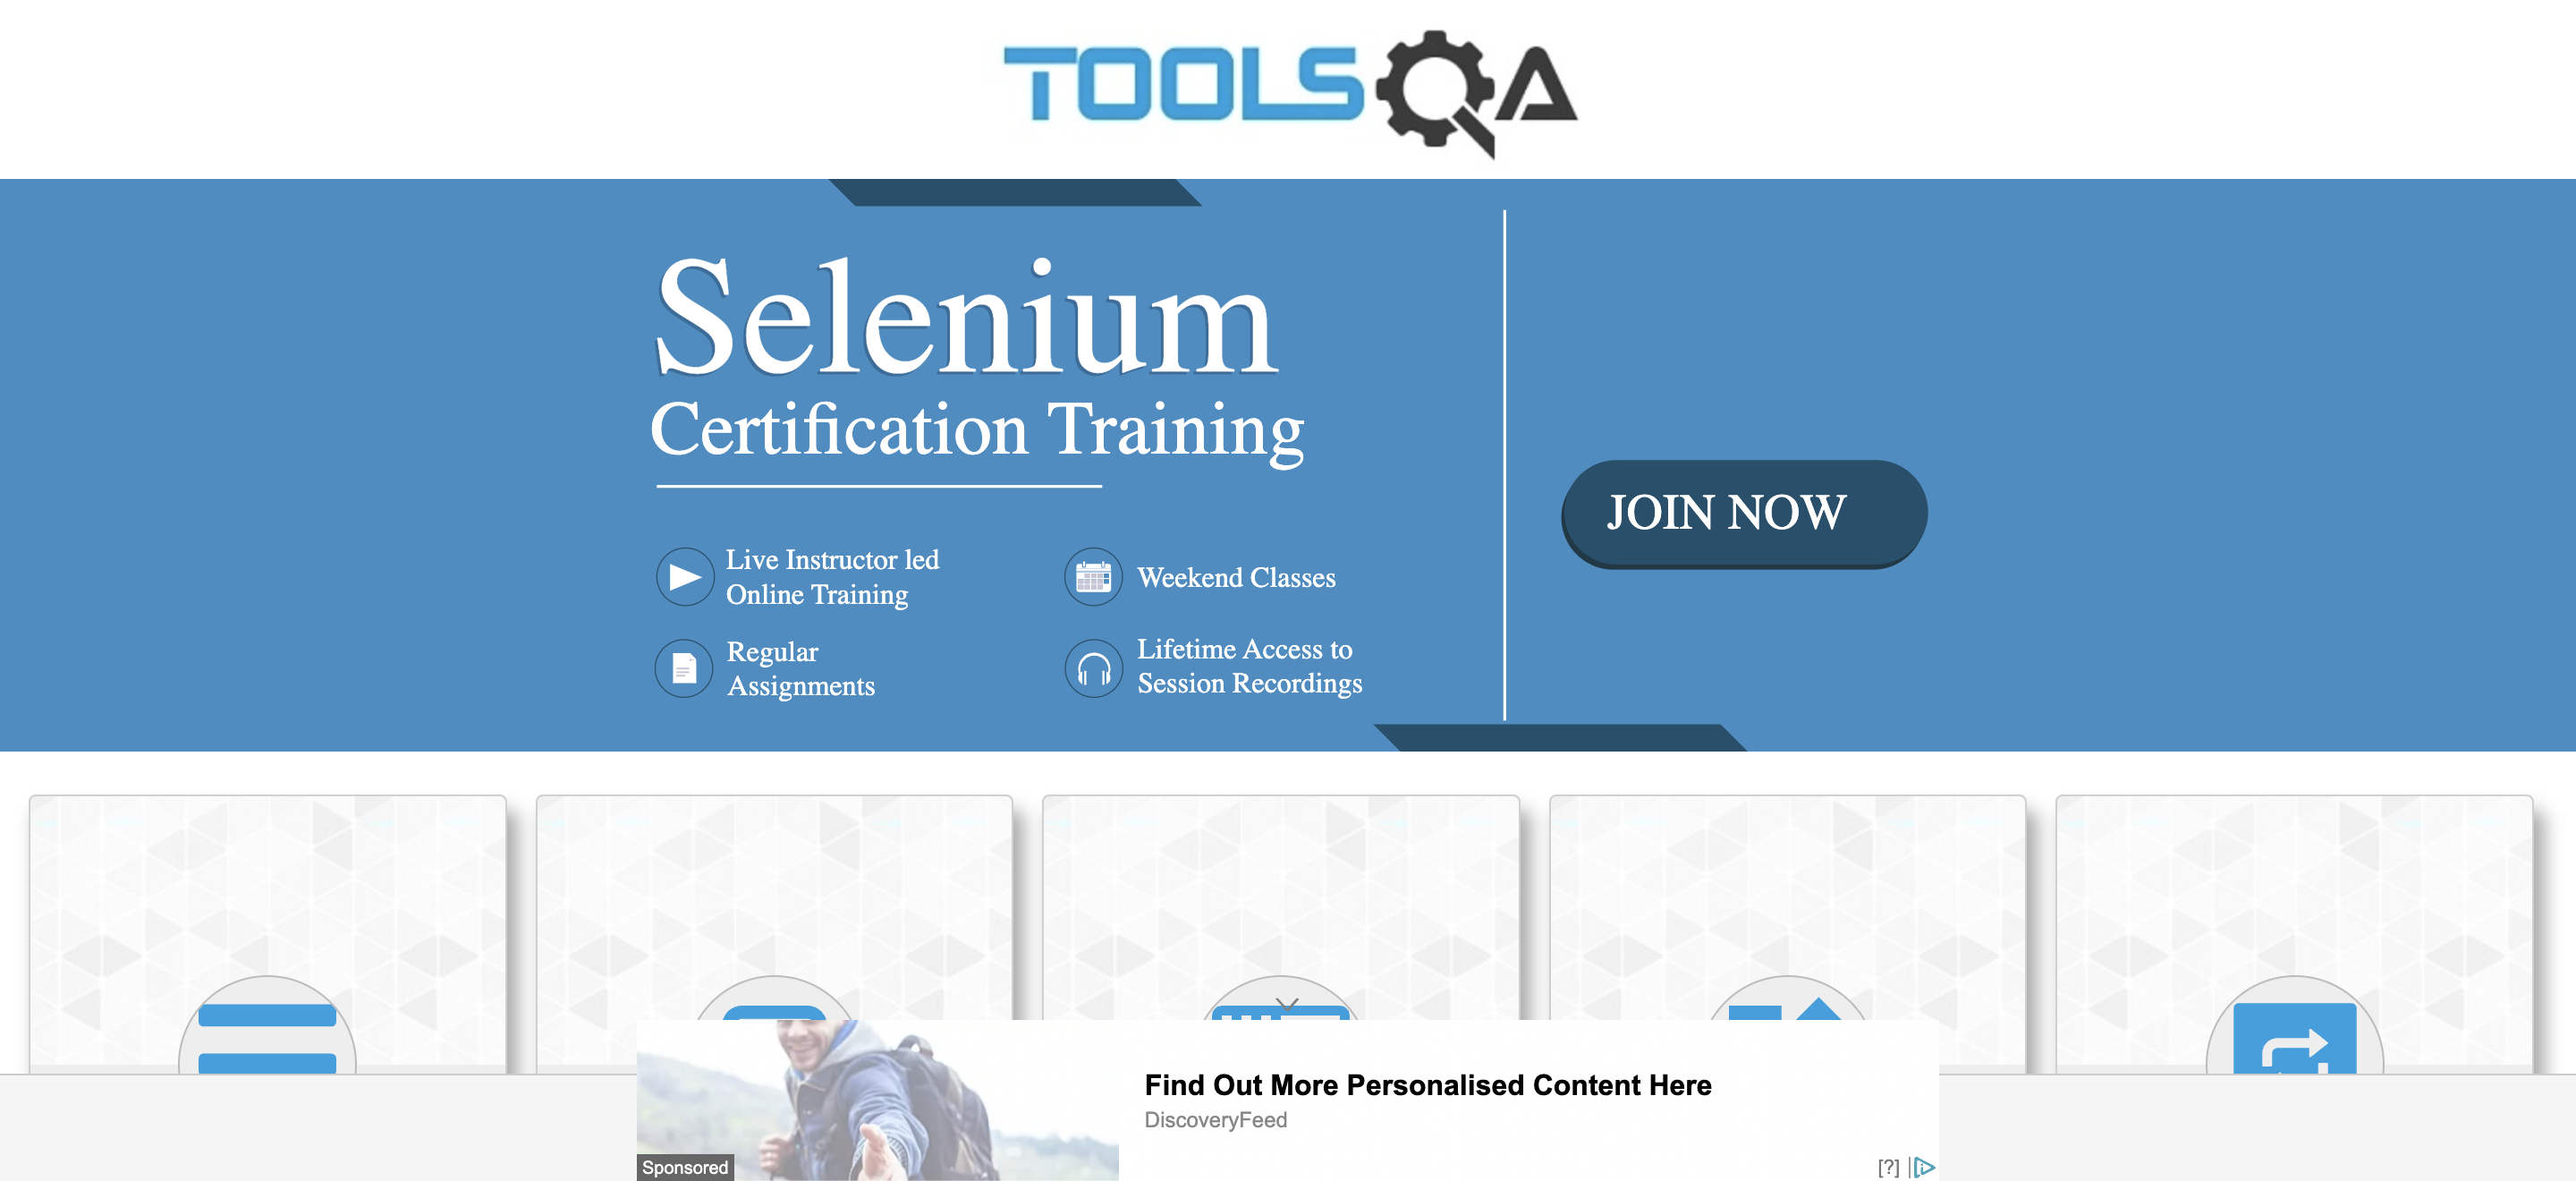 TOOLSQA
Selenium
Certification Training
JOIN NOW
Live Instructor led
Online Training
Weekend Classes
Regular
Assignments
Lifetime Access to
Session Recordings
Find Out More Personalised Content Here
DiscoveryFeed
Sponsored
[?]